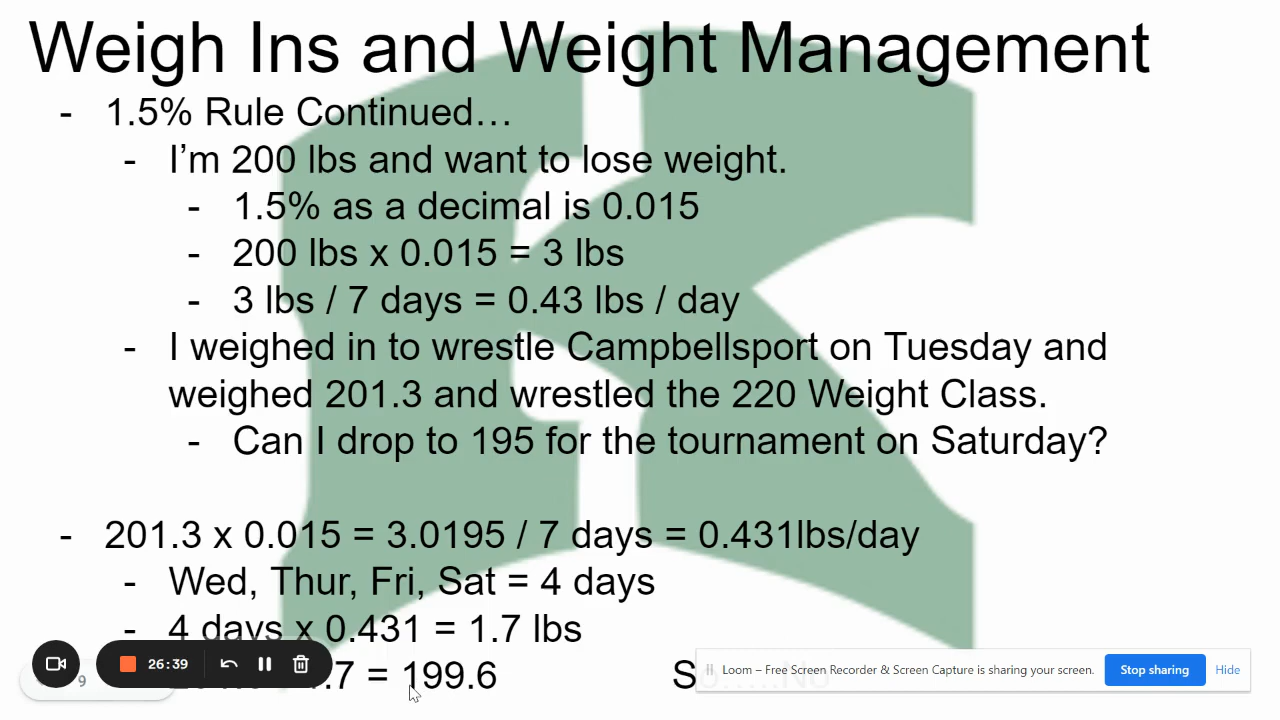 Weigh Ins and Weight Management
- 1.5% Rule Continued…
- I’m 200 lbs and want to lose weight.
- 1.5% as a decimal is 0.015
- 200 lbs x 0.015 = 3 lbs
- 3 lbs / 7 days = 0.43 lbs / day
- I weighed in to wrestle Campbellsport on Tuesday and
weighed 201.3 and wrestled the 220 Weight Class.
- Can I drop to 195 for the tournament on Saturday?
- 201.3 x 0.015 = 3.0195 / 7 days = 0.431lbs/day
- Wed, Thur, Fri, Sat = 4 days
- 4 days x 0.431 = 1.7 lbs
= 199.6
26:39
9
Loom – Free Screen Recorder & Screen Capture is sharing your screen.
Stop sharing
Hide